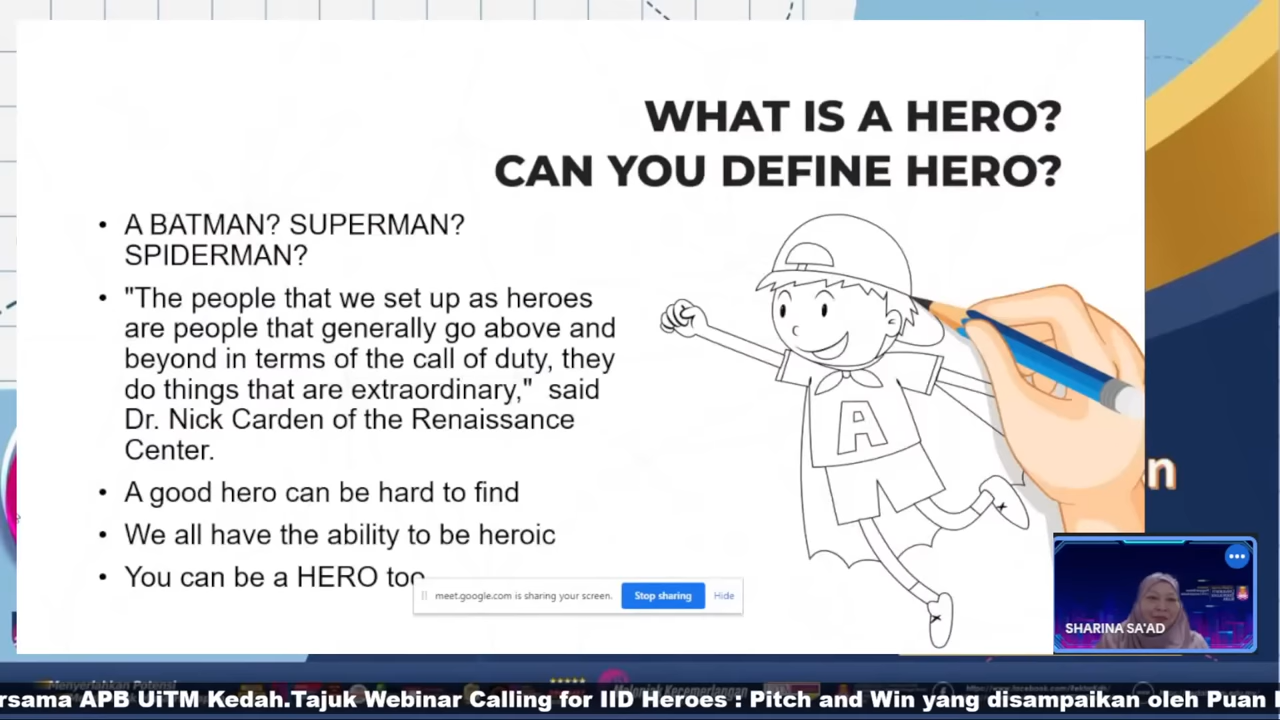 WHAT IS A HERO?
CAN YOU DEFINE HERO?
• A BATMAN? SUPERMAN?
SPIDERMAN?
• "The people that we set up as heroes
are people that generally go above and
beyond in terms of the call of duty, they
do things that are extraordinary," said
Dr. Nick Carden of the Renaissance
Center.
• A good hero can be hard to find
• We all have the ability to be heroic
• You can be a HERO too
A
meet.google.com is sharing your screen.
Stop sharing
Hide
n
SHARINA SA'AD
Menyerlahkan Potensi
rsama APB UiTM Kedah.Tajuk Webinar Calling for IID Heroes : Pitch and Win yang disampaikan oleh Puan